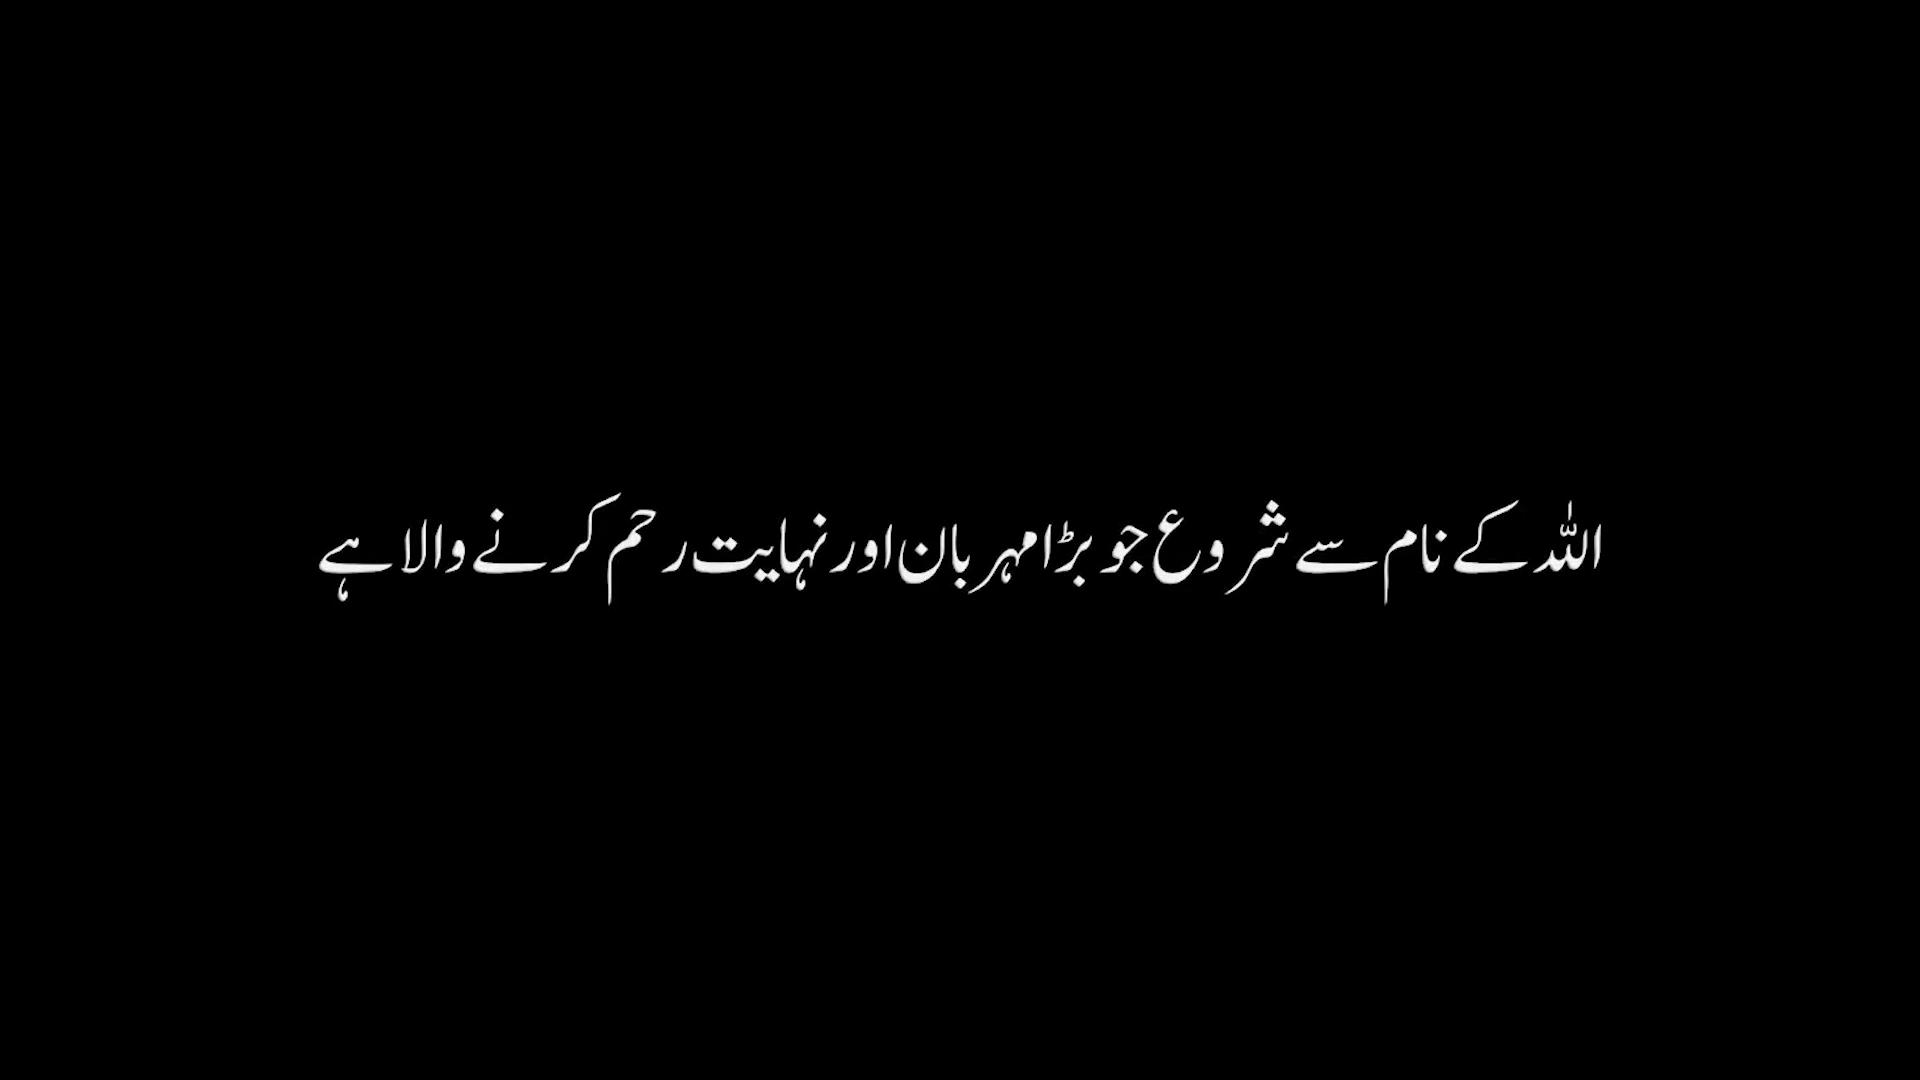 اللہ کے نام سے شروع جو بڑا مہربان اور نہایت رحم کرنے والا ہے